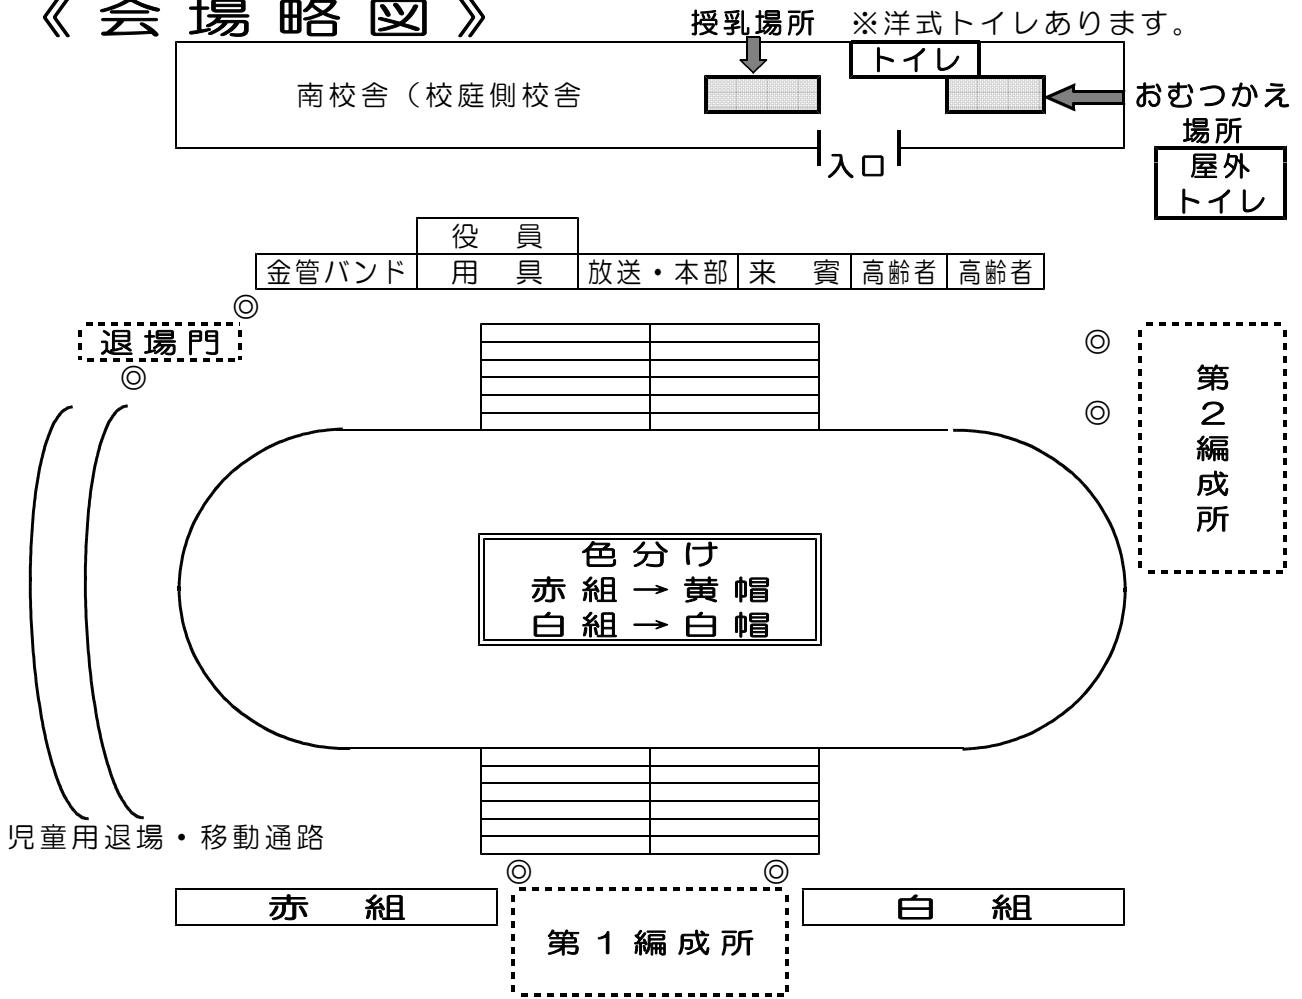 《会場略図》
授乳場所
※洋式トイレあります。
トイレ
南校舎（校庭側校舎
おむつかえ
場所
入口
屋外
トイレ
役員
金管バンド
用具
放送・本部
来賓
高齢者
高齢者
◎
退場門
◎
◎
◎
第2編成所
色分け
赤組→黄帽
白組→白帽
児童用退場・移動通路
◎
◎
赤組
白組
第1編成所